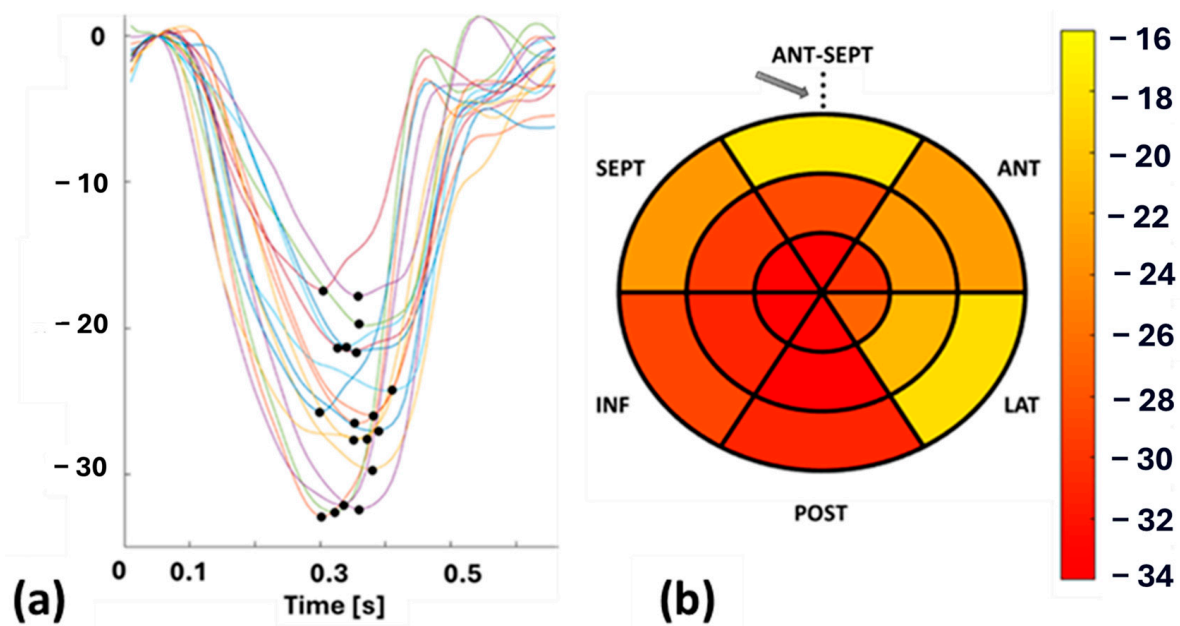 0
– 10
– 20
– 30
0 0.1 0.3 0.5
Time [s]
(a)
ANT-SEPT
SEPT
ANT
INF
LAT
POST
(b)
– 16
– 18
– 20
– 22
– 24
– 26
– 28
– 30
– 32
– 34